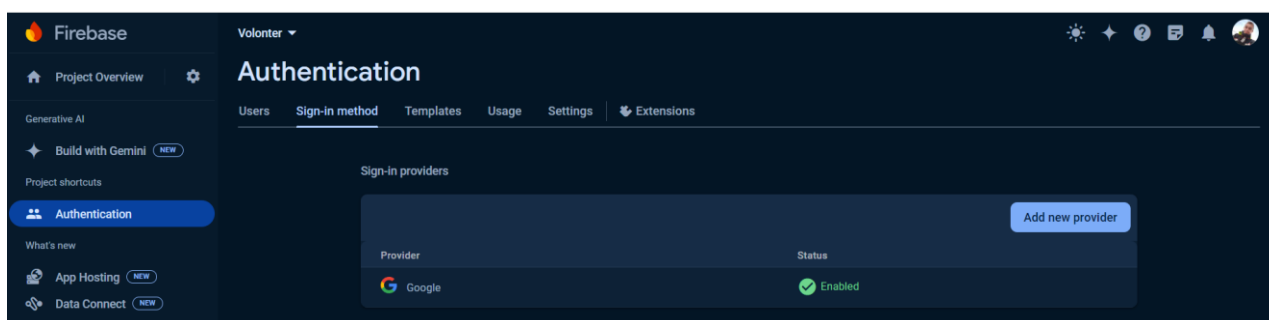 Firebase
Project Overview
Generative AI
Build with Gemini NEW
Project shortcuts
Authentication
What's new
App Hosting NEW
Data Connect NEW
Volonter
Authentication
Users Sign-in method Templates Usage Settings Extensions
Sign-in providers
Add new provider
Provider Status
Google Enabled